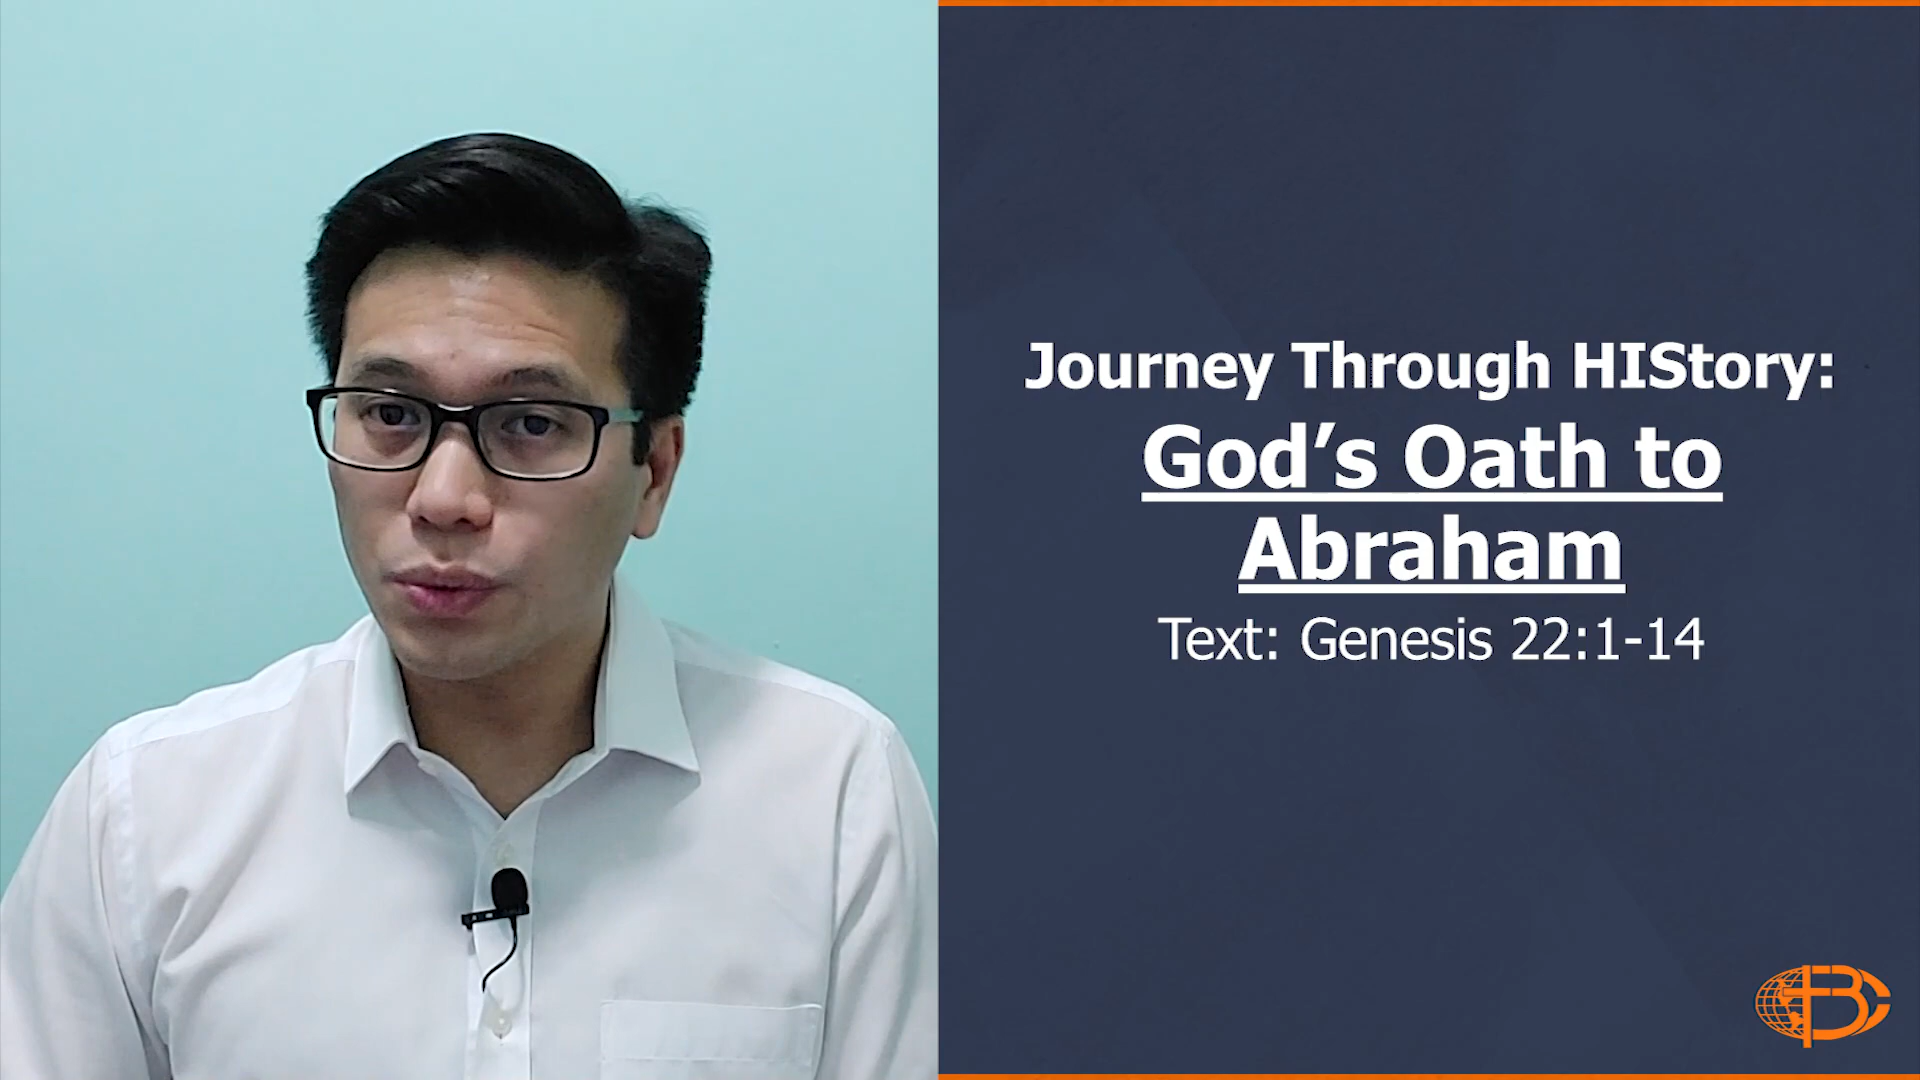 Journey Through HIStory:
God’s Oath to
Abraham
Text: Genesis 22:1-14